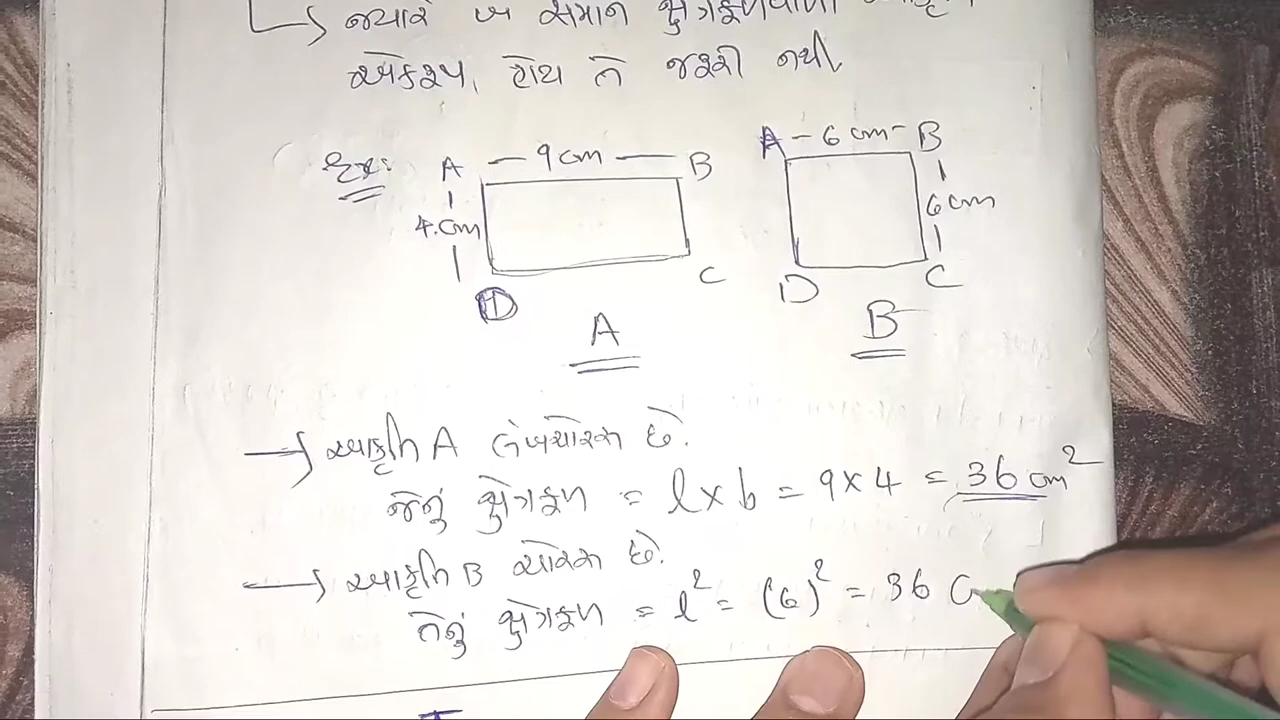 જ્યારે બે સમાન ક્ષેત્રફળવાળી
એકરૂપ હોય તે જરૂરી નથી
Ex:
A — 9 cm — B
4 cm
D
C
A
A - 6 cm - B
6 cm
D
C
B
→ આકૃતિ A લંબચોરસ છે.
જેનું ક્ષેત્રફળ = l × b = 9 × 4 = 36 cm²
→ આકૃતિ B ચોરસ છે.
તેનું ક્ષેત્રફળ = l² = (6)² = 36 C